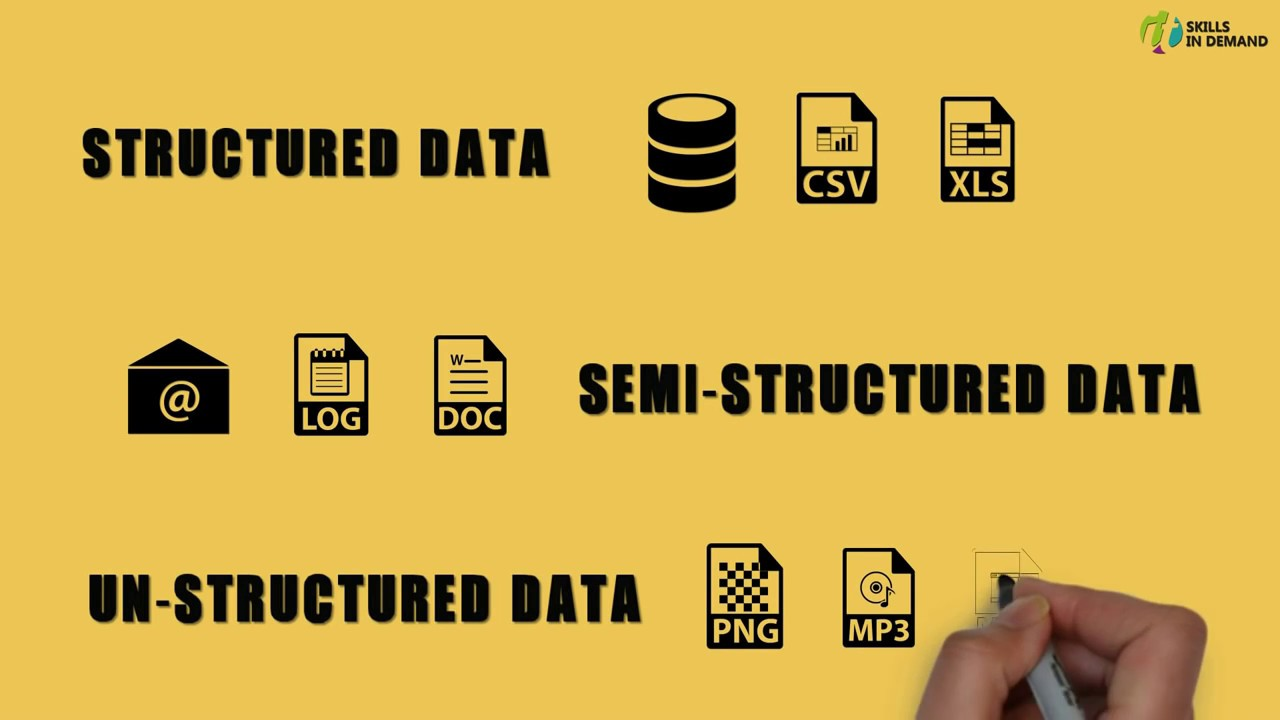 SKILLS
IN DEMAND
STRUCTURED DATA
CSV
XLS
@
LOG
W
DOC
SEMI-STRUCTURED DATA
UN-STRUCTURED DATA
PNG
MP3